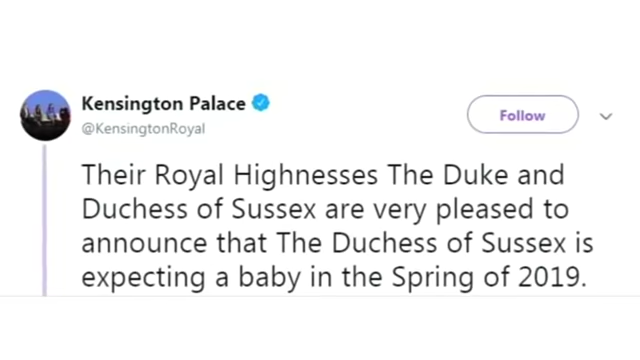 Kensington Palace
@KensingtonRoyal
Follow
Their Royal Highnesses The Duke and
Duchess of Sussex are very pleased to
announce that The Duchess of Sussex is
expecting a baby in the Spring of 2019.